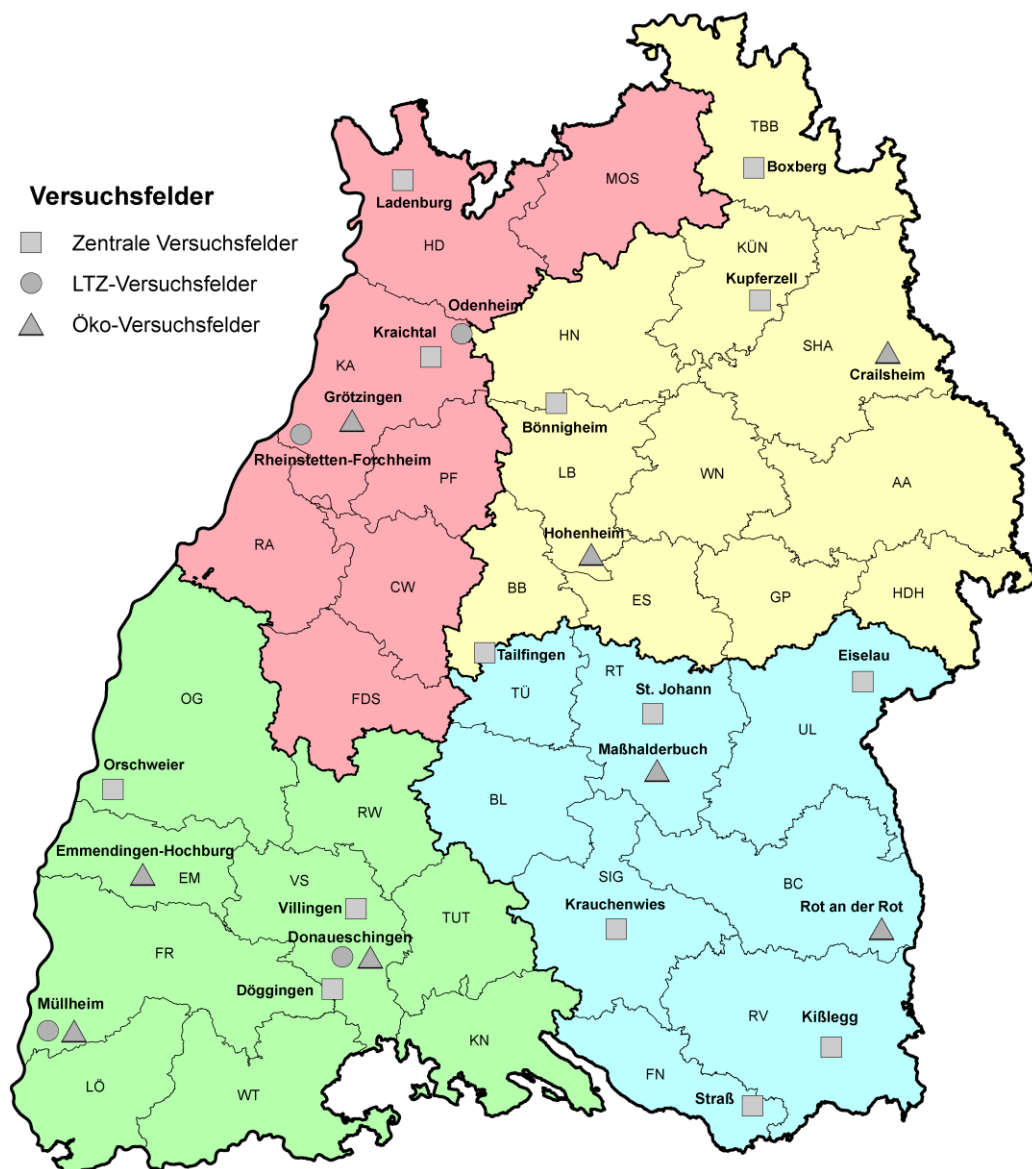 Versuchsfelder
Zentrale Versuchsfelder
LTZ-Versuchsfelder
Öko-Versuchsfelder
TBB
Boxberg
MOS
Ladenburg
HD
KÜN
Kupferzell
Odenheim
Kraichtal
HN
SHA
KA
Crailsheim
Grötzingen
Bönnigheim
Rheinstetten-Forchheim
PF
LB
WN
AA
Hohenheim
RA
CW
BB
ES
GP
HDH
Tailfingen
RT
Eiselau
TÜ
St. Johann
OG
FDS
UL
Maßhalderbuch
Orschweier
BL
RW
Emmendingen-Hochburg
EM
VS
SIG
BC
Villingen
Krauchenwies
Rot an der Rot
TUT
Donaueschingen
FR
Döggingen
Müllheim
RV
Kißlegg
KN
FN
LÖ
WT
Straß